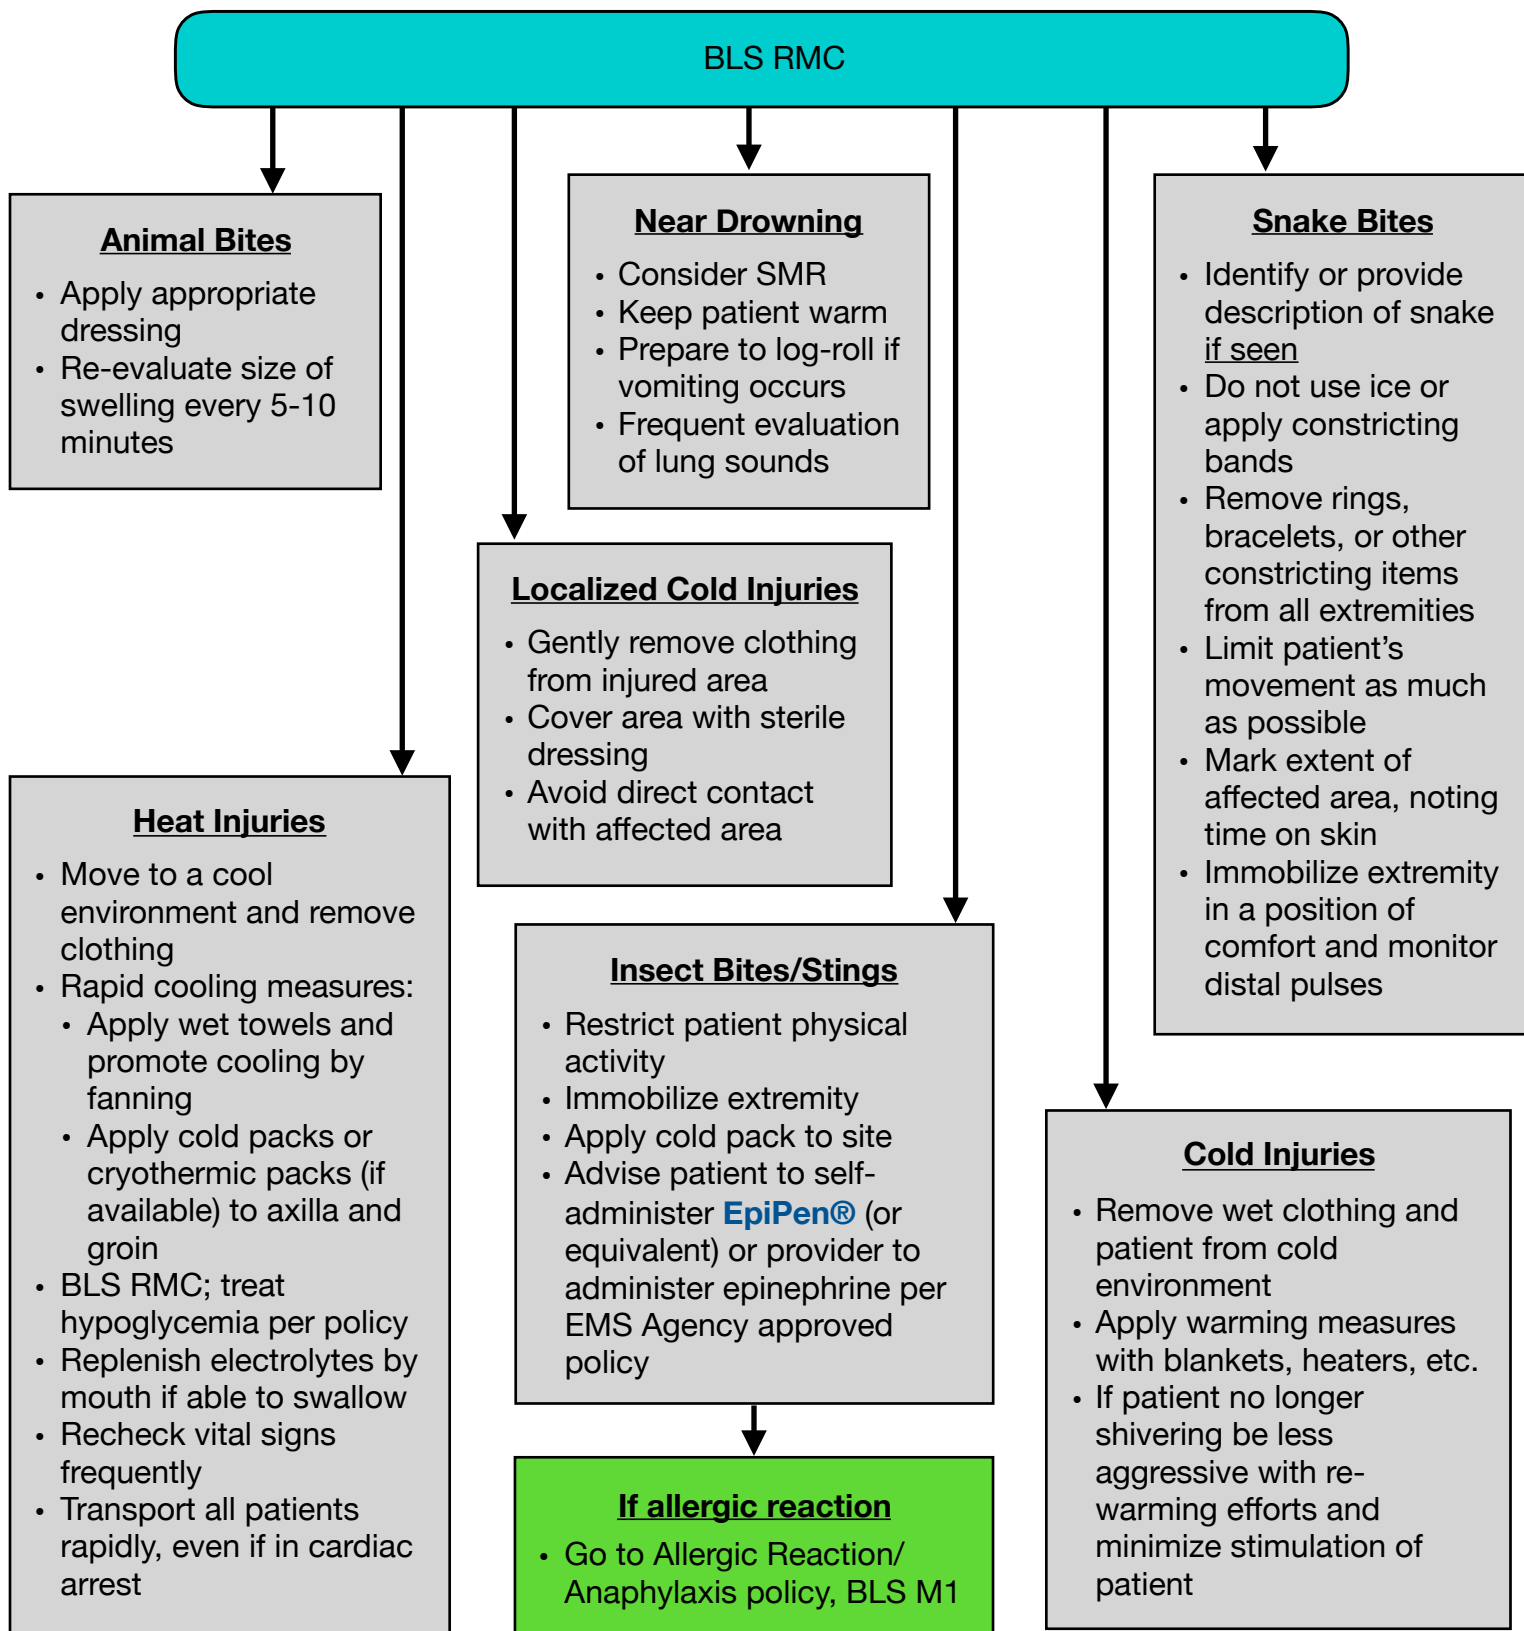 BLS RMC
Animal Bites
• Apply appropriate
dressing
• Re-evaluate size of
swelling every 5-10
minutes
Near Drowning
• Consider SMR
• Keep patient warm
• Prepare to log-roll if
vomiting occurs
• Frequent evaluation
of lung sounds
Snake Bites
• Identify or provide
description of snake
if seen
• Do not use ice or
apply constricting
bands
• Remove rings,
bracelets, or other
constricting items
from all extremities
• Limit patient’s
movement as much
as possible
• Mark extent of
affected area, noting
time on skin
• Immobilize extremity
in a position of
comfort and monitor
distal pulses
Localized Cold Injuries
• Gently remove clothing
from injured area
• Cover area with sterile
dressing
• Avoid direct contact
with affected area
Heat Injuries
• Move to a cool
environment and remove
clothing
• Rapid cooling measures:
• Apply wet towels and
promote cooling by
fanning
• Apply cold packs or
cryothermic packs (if
available) to axilla and
groin
• BLS RMC; treat
hypoglycemia per policy
• Replenish electrolytes by
mouth if able to swallow
• Recheck vital signs
frequently
• Transport all patients
rapidly, even if in cardiac
arrest
Insect Bites/Stings
• Restrict patient physical
activity
• Immobilize extremity
• Apply cold pack to site
• Advise patient to self-
administer EpiPen® (or
equivalent) or provider to
administer epinephrine per
EMS Agency approved
policy
If allergic reaction
• Go to Allergic Reaction/
Anaphylaxis policy, BLS M1
Cold Injuries
• Remove wet clothing and
patient from cold
environment
• Apply warming measures
with blankets, heaters, etc.
• If patient no longer
shivering be less
aggressive with re-
warming efforts and
minimize stimulation of
patient